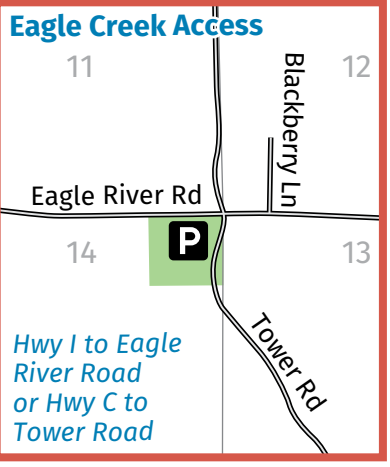 Eagle Creek Access
11
12
Blackberry Ln
Eagle River Rd
P
14
13
Tower Rd
Hwy I to Eagle
River Road
or Hwy C to
Tower Road